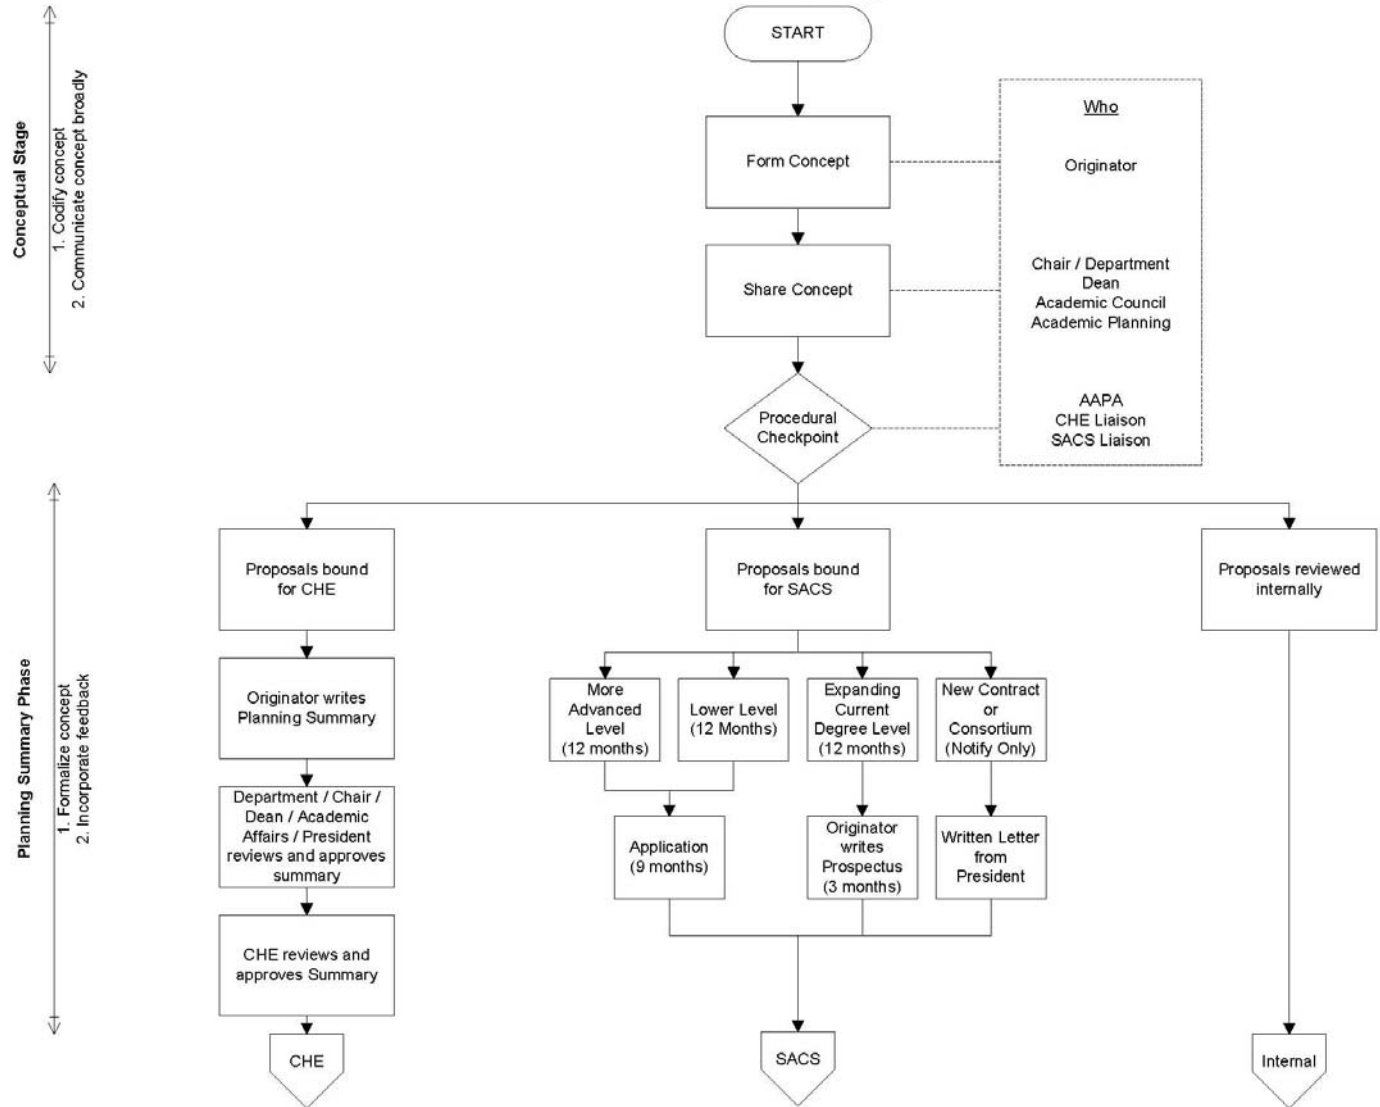 START
Conceptual Stage
1. Codify concept
2. Communicate concept broadly
Who
Form Concept
Originator
Share Concept
Chair / Department
Dean
Academic Council
Academic Planning
Procedural
Checkpoint
AAPA
CHE Liaison
SACS Liaison
Planning Summary Phase
1. Formalize concept
2. Incorporate feedback
Proposals bound
for CHE
Proposals bound
for SACS
Proposals reviewed
internally
Originator writes
Planning Summary
More
Advanced
Level
(12 months)
Lower Level
(12 Months)
Expanding
Current
Degree Level
(12 months)
New Contract
or
Consortium
(Notify Only)
Department / Chair /
Dean / Academic
Affairs / President
reviews and approves
summary
Application
(9 months)
Originator
writes
Prospectus
(3 months)
Written Letter
from
President
CHE reviews and
approves Summary
CHE
SACS
Internal